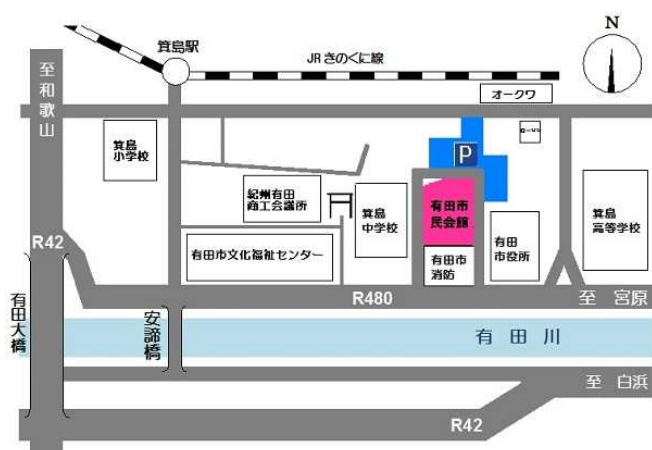 N
箕島駅
JRきのくに線
オークワ
至和歌山
箕島
小学校
P
紀州有田
商工会議所
箕島
中学校
有田市
民会館
有田
市役所
箕島
高等学校
有田市文化福祉センター
有田市
消防
R42
R480
至 宮原
有田大橋
安諦橋
有田川
至 白浜
R42